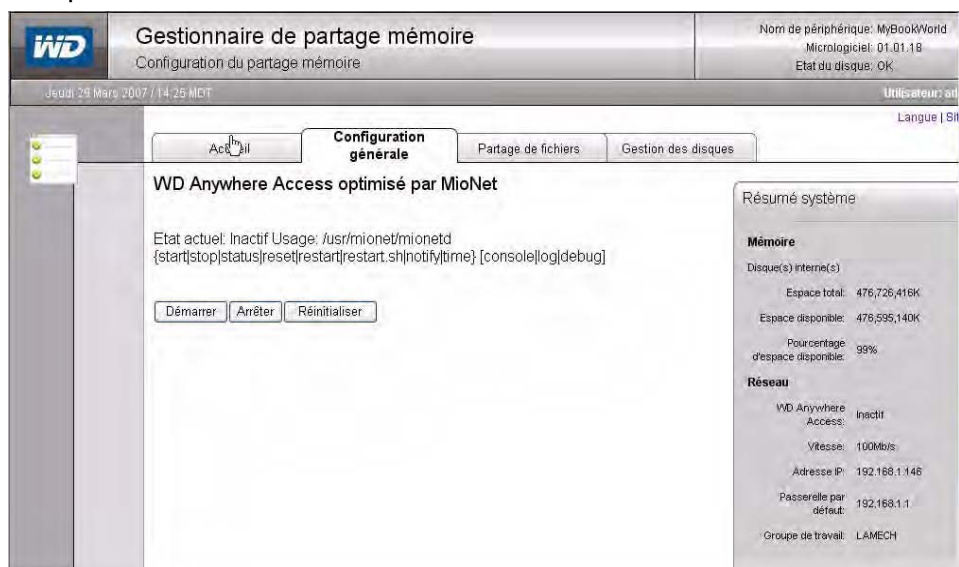 WD
Gestionnaire de partage mémoire
Configuration du partage mémoire
Nom de périphérique: MyBookWorld
Micrologiciel: 01.01.18
Etat du disque: OK
Jeudi 29 Mars 2007 / 14:25 MDT
Utilisateur:
Langue |
Accueil
Configuration
générale
Partage de fichiers
Gestion des disques
WD Anywhere Access optimisé par MioNet
Etat actuel: Inactif Usage: /usr/mionet/mionetd
{start|stop|status|reset|restart|restart.sh|notify|time} [console|log|debug]
Démarrer
Arrêter
Réinitialiser
Résumé système
Mémoire
Disque(s) interne(s)
Espace total: 476,726,416K
Espace disponible: 476,595,140K
Pourcentage
d'espace disponible: 99%
Réseau
WD Anywhere
Access: Inactif
Vitesse: 100Mb/s
Adresse IP: 192.168.1.146
Passerelle par
défaut: 192.168.1.1
Groupe de travail: LAMECH